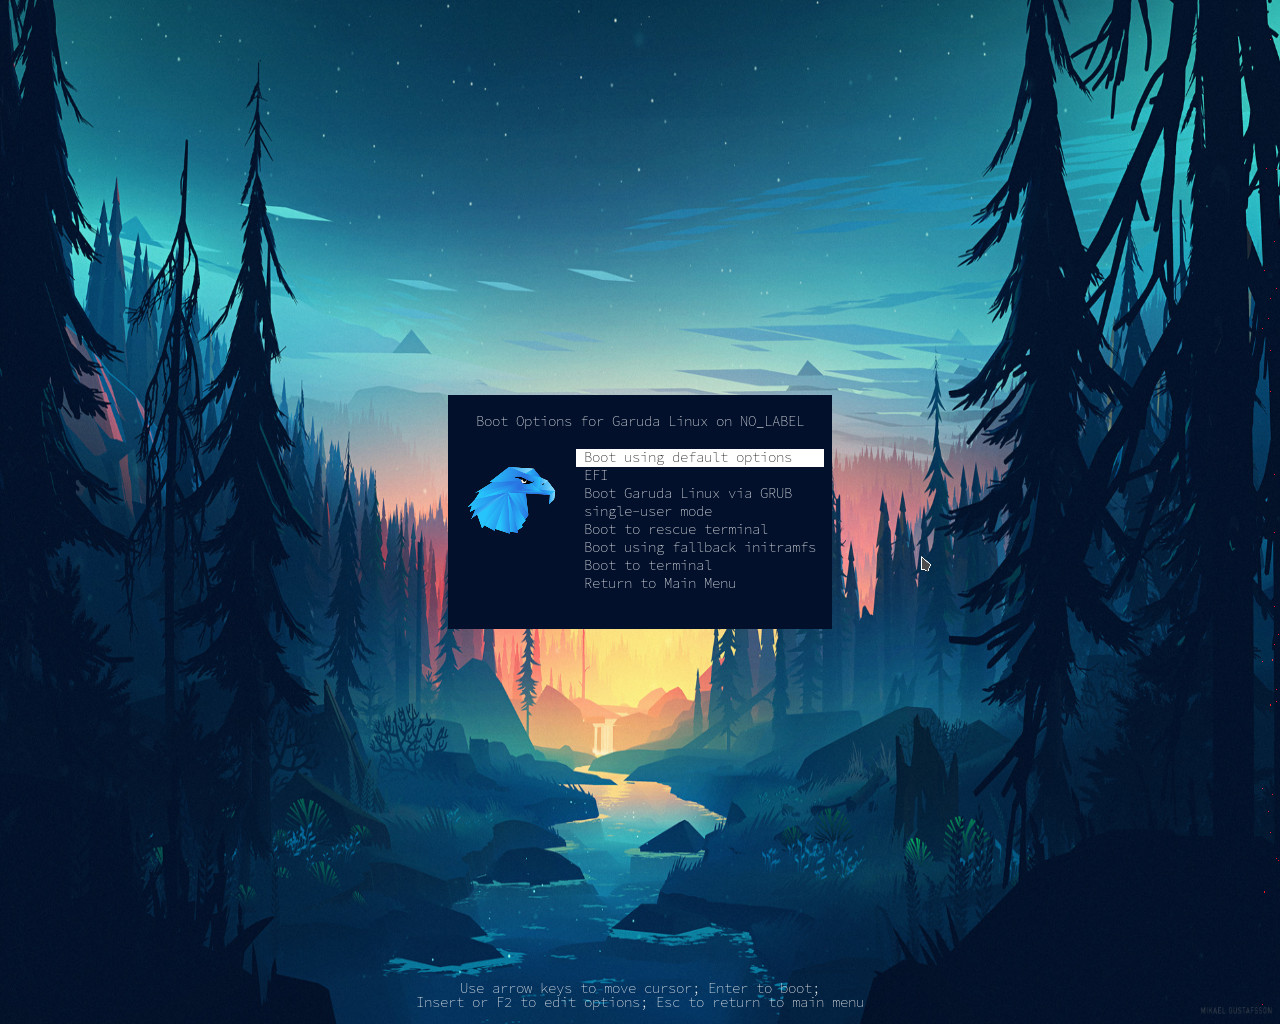 Boot Options for Garuda Linux on NO_LABEL
Boot using default options
EFI
Boot Garuda Linux via GRUB
single-user mode
Boot to rescue terminal
Boot using fallback initramfs
Boot to terminal
Return to Main Menu
Use arrow keys to move cursor; Enter to boot;
Insert or F2 to edit options; Esc to return to main menu
MIKAEL GUSTAFSSON